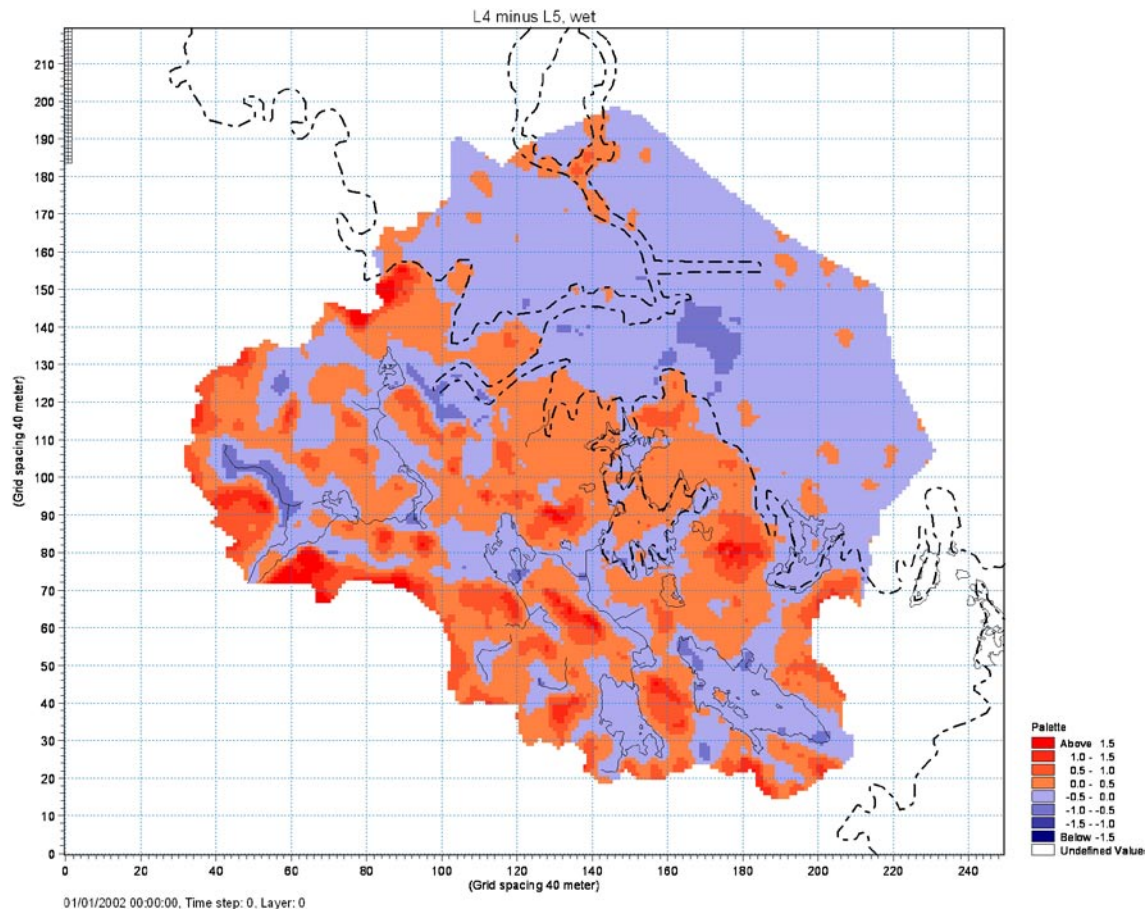 L4 minus L5, wet
(Grid spacing 40 meter)
210
200
190
180
170
160
150
140
130
120
110
100
90
80
70
60
50
40
30
20
10
0
0 20 40 60 80 100 120 140 160 180 200 220 240
(Grid spacing 40 meter)
01/01/2002 00:00:00, Time step: 0, Layer: 0
Palette
Above 1.5
1.0 - 1.5
0.5 - 1.0
0.0 - 0.5
-0.5 - 0.0
-1.0 - -0.5
-1.5 - -1.0
Below -1.5
Undefined Value